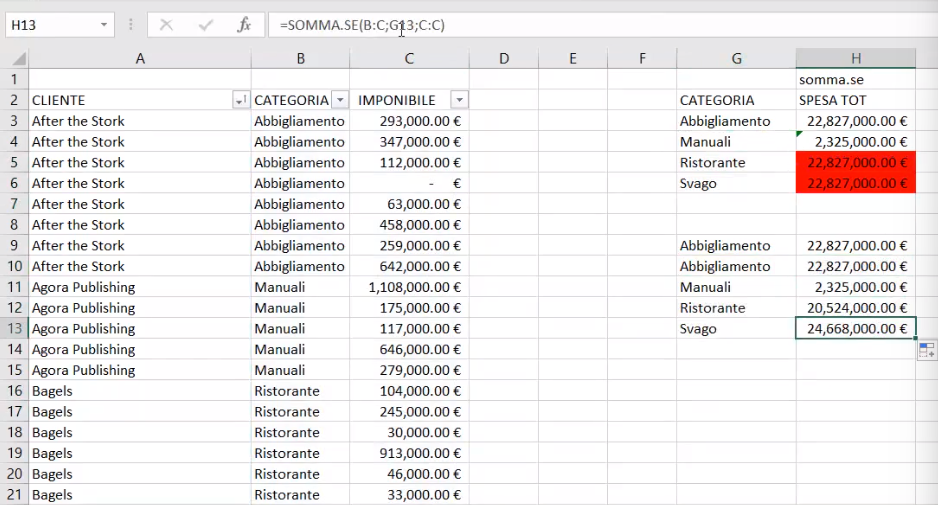 H13 fx =SOMMA.SE(B:C;G13;C:C)
A B C D E F G H
1 somma.se
2 CLIENTE CATEGORIA IMPONIBILE CATEGORIA SPESA TOT
3 After the Stork Abbigliamento 293,000.00 € Abbigliamento 22,827,000.00 €
4 After the Stork Abbigliamento 347,000.00 € Manuali 2,325,000.00 €
5 After the Stork Abbigliamento 112,000.00 € Ristorante 22,827,000.00 €
6 After the Stork Abbigliamento - € Svago 22,827,000.00 €
7 After the Stork Abbigliamento 63,000.00 €
8 After the Stork Abbigliamento 458,000.00 €
9 After the Stork Abbigliamento 259,000.00 € Abbigliamento 22,827,000.00 €
10 After the Stork Abbigliamento 642,000.00 € Abbigliamento 22,827,000.00 €
11 Agora Publishing Manuali 1,108,000.00 € Manuali 2,325,000.00 €
12 Agora Publishing Manuali 175,000.00 € Ristorante 20,524,000.00 €
13 Agora Publishing Manuali 117,000.00 € Svago 24,668,000.00 €
14 Agora Publishing Manuali 646,000.00 €
15 Agora Publishing Manuali 279,000.00 €
16 Bagels Ristorante 104,000.00 €
17 Bagels Ristorante 245,000.00 €
18 Bagels Ristorante 30,000.00 €
19 Bagels Ristorante 913,000.00 €
20 Bagels Ristorante 46,000.00 €
21 Bagels Ristorante 33,000.00 €